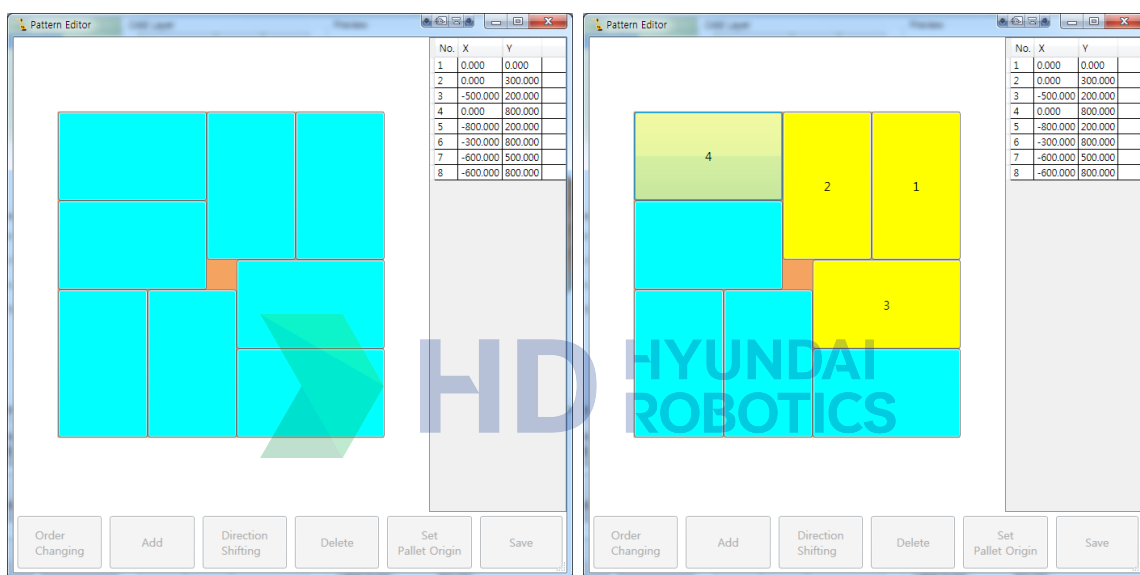 Pattern Editor
No. X Y
1 0.000 0.000
2 0.000 300.000
3 -500.000 200.000
4 0.000 800.000
5 -800.000 200.000
6 -300.000 800.000
7 -600.000 500.000
8 -600.000 800.000
Order
Changing
Add
Direction
Shifting
Delete
Set
Pallet Origin
Save
Pattern Editor
No. X Y
1 0.000 0.000
2 0.000 300.000
3 -500.000 200.000
4 0.000 800.000
5 -800.000 200.000
6 -300.000 800.000
7 -600.000 500.000
8 -600.000 800.000
4
2
1
3
Order
Changing
Add
Direction
Shifting
Delete
Set
Pallet Origin
Save
HD HYUNDAI
ROBOTICS